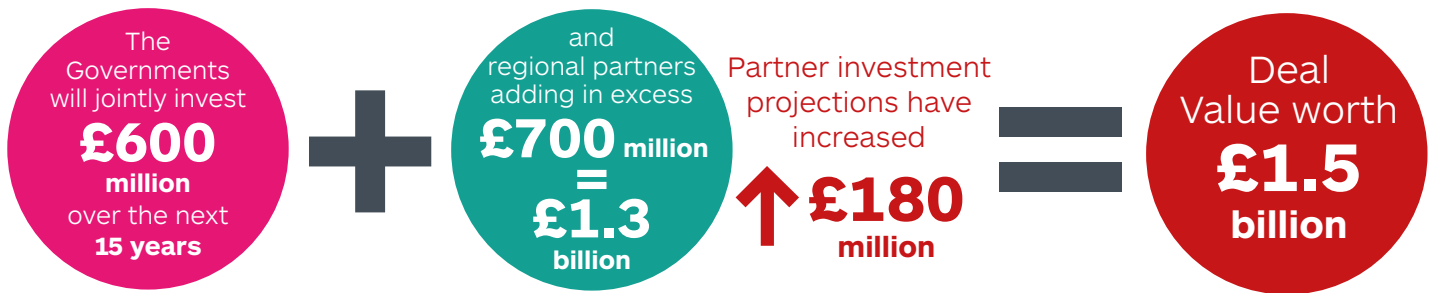 The
Governments
will jointly invest
£600
million
over the next
15 years
+
and
regional partners
adding in excess
£700 million
=
£1.3
billion
Partner investment
projections have
increased
↑ £180
million
=
Deal
Value worth
£1.5
billion